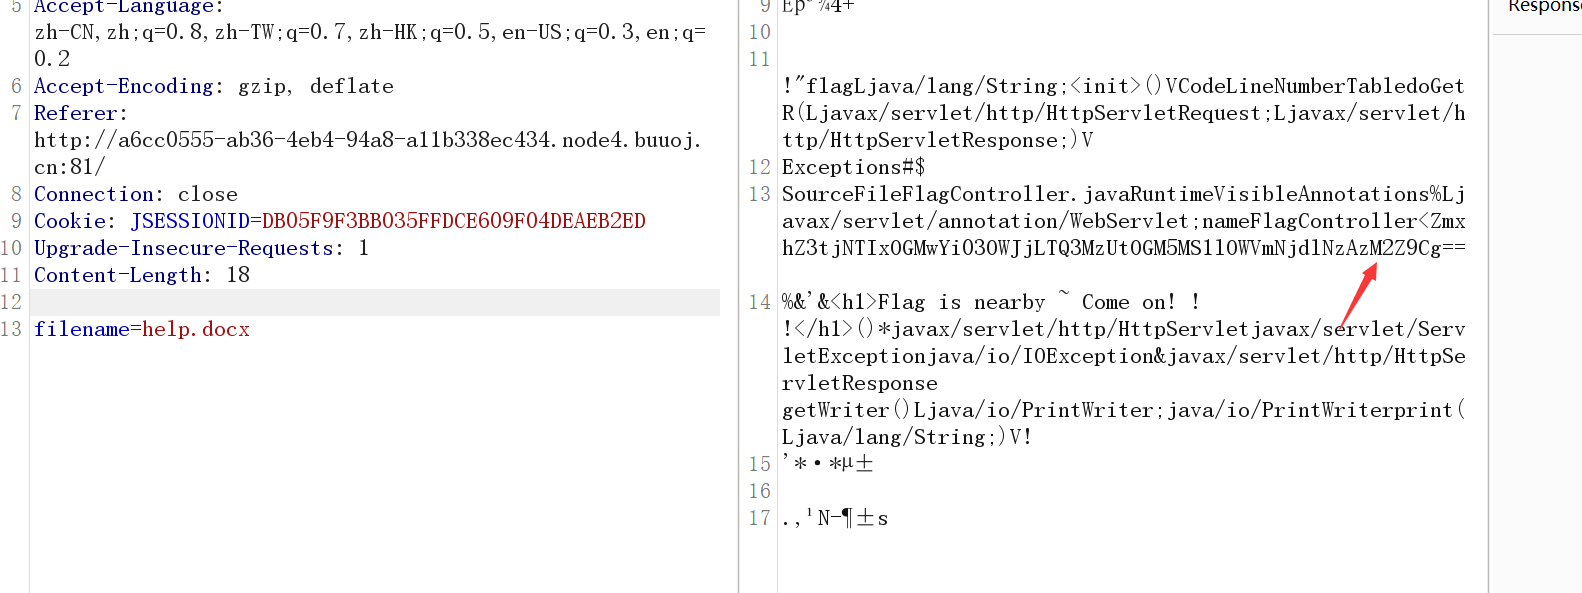 5 Accept-Language:
zh-CN,zh;q=0.8,zh-TW;q=0.7,zh-HK;q=0.5,en-US;q=0.3,en;q=
0.2
6 Accept-Encoding: gzip, deflate
7 Referer:
http://a6cc0555-ab36-4eb4-94a8-a11b338ec434.node4.buuoj.
cn:81/
8 Connection: close
9 Cookie: JSESSIONID=DB05F9F3BB035FFDCE609F04DEAEB2ED
10 Upgrade-Insecure-Requests: 1
11 Content-Length: 18
12
13 filename=help.docx
9
10
11
!"flagLjava/lang/String;<init>()VCodeLineNumberTabledoGet
R(Ljavax/servlet/http/HttpServletRequest;Ljavax/servlet/h
ttp/HttpServletResponse;)V
12 Exceptions#$
13 SourceFileFlagController.javaRuntimeVisibleAnnotations%Lj
avax/servlet/annotation/WebServlet;nameFlagController<Zmx
hZ3tjNTIxOGMwYi03OWJjLTQ3MzUtOGM5MS1lOWVmNjdlNzAzM2Z9Cg==
14 %&'&<h1>Flag is nearby ~ Come on! !
!</h1>()*javax/servlet/http/HttpServletjavax/servlet/Serv
letExceptionjava/io/IOException&javax/servlet/http/HttpSe
rvletResponse
getWriter()Ljava/io/PrintWriter;java/io/PrintWriterprint(
Ljava/lang/String;)V!
15 '*·*µ±
16
17 .,¹N-¶±s